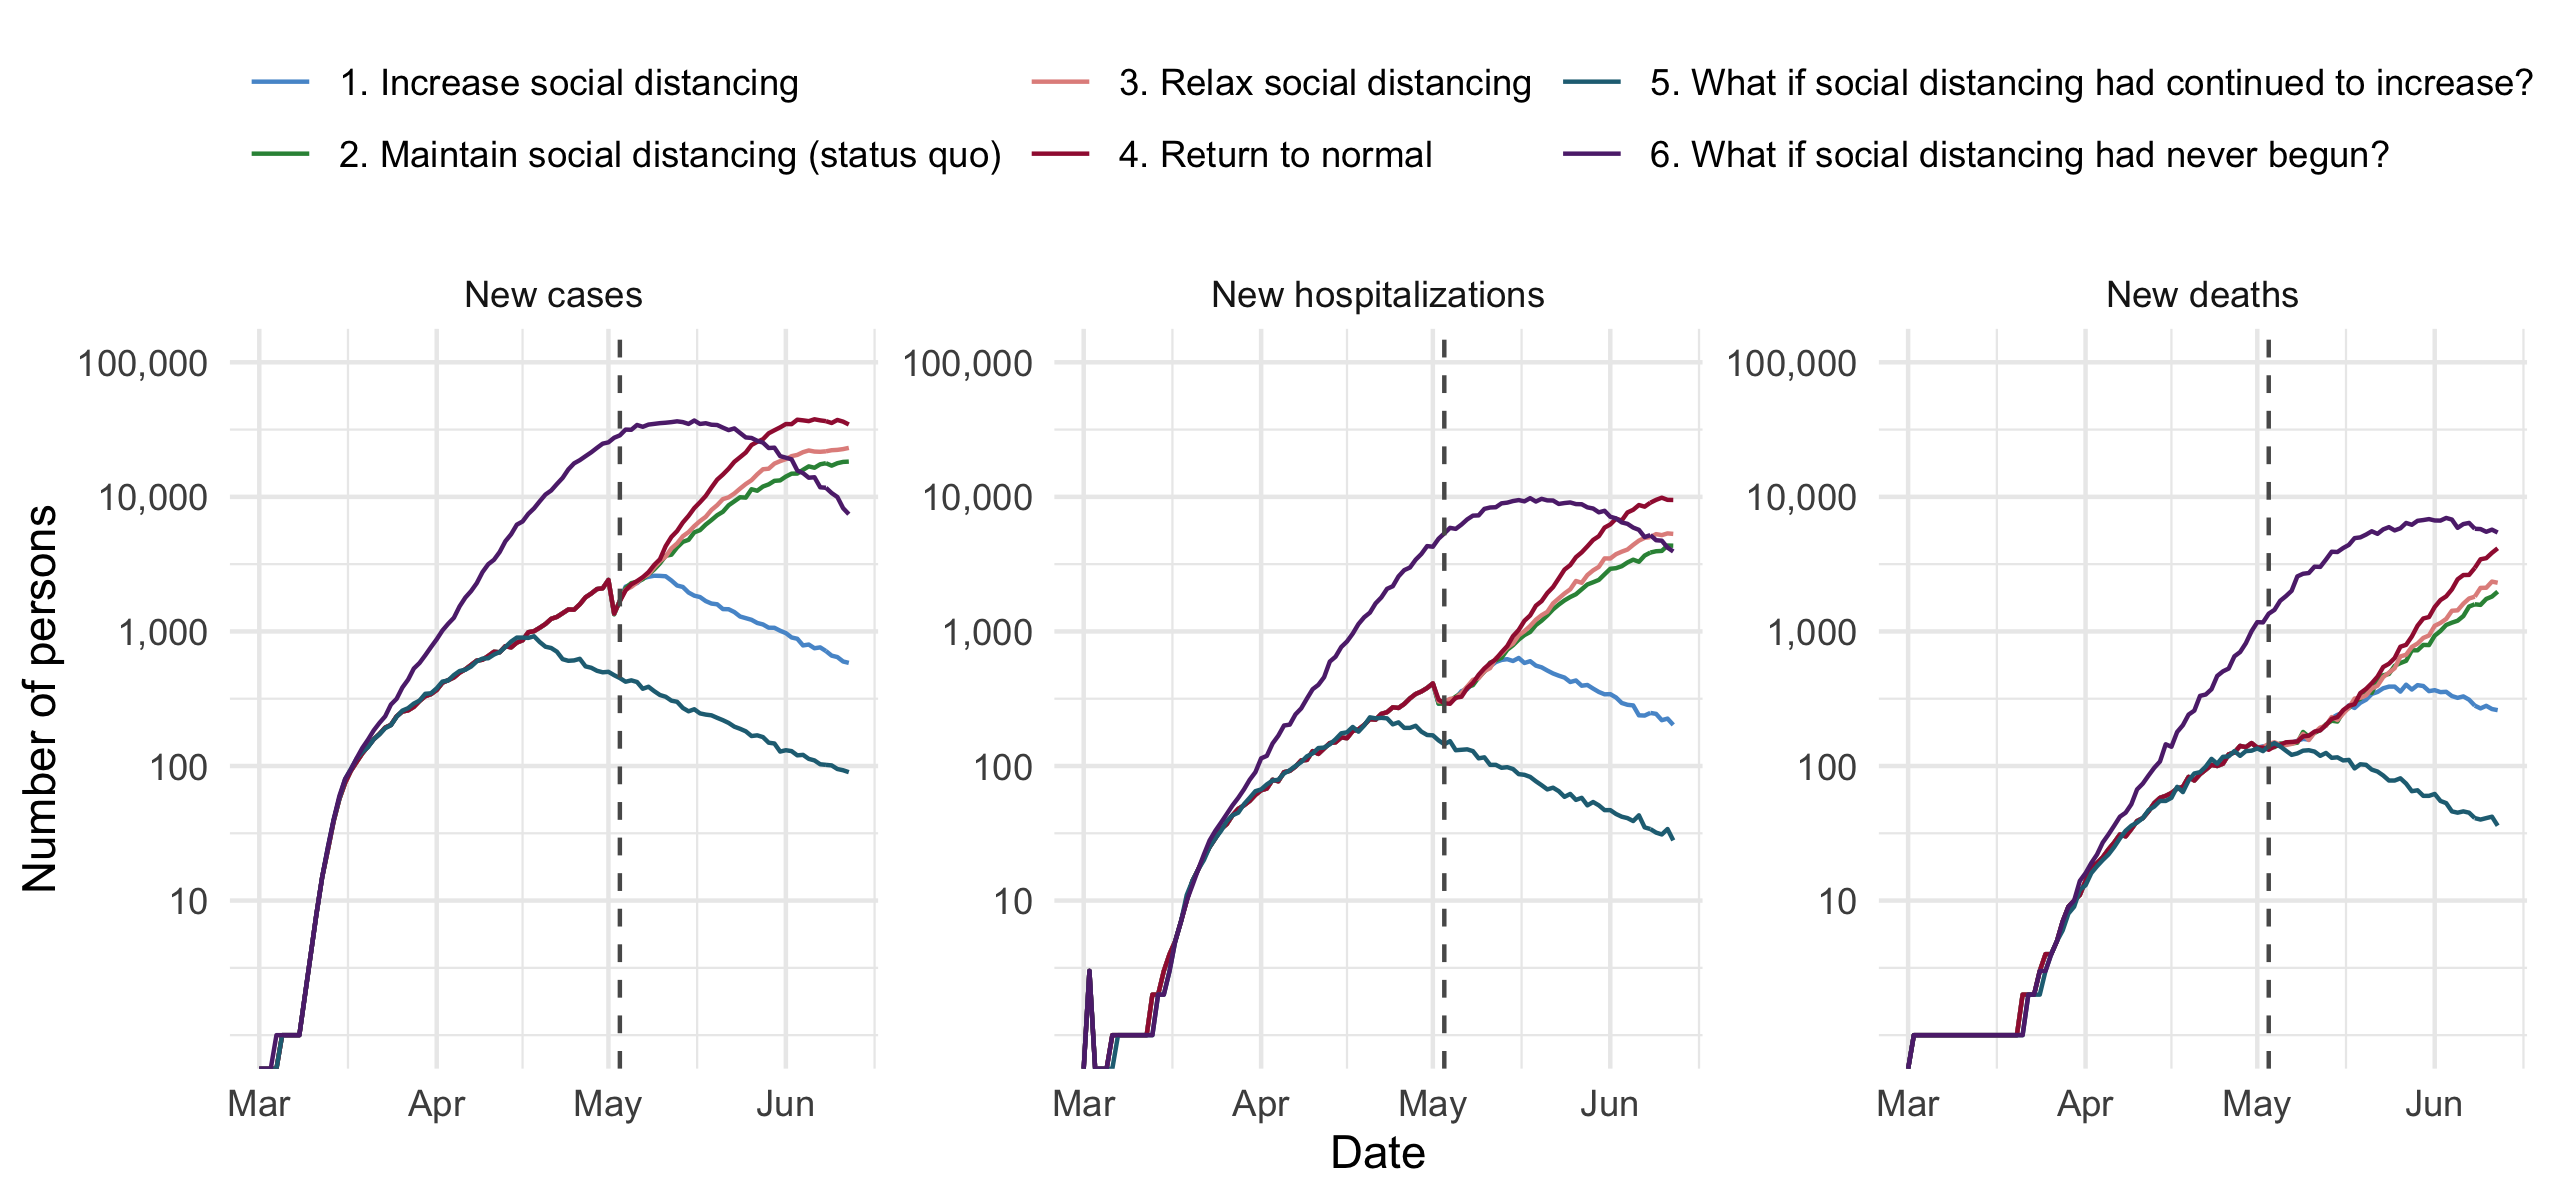 1. Increase social distancing
3. Relax social distancing
5. What if social distancing had continued to increase?
2. Maintain social distancing (status quo)
4. Return to normal
6. What if social distancing had never begun?
New cases
New hospitalizations
New deaths
Number of persons
100,000
10,000
1,000
100
10
100,000
10,000
1,000
100
10
100,000
10,000
1,000
100
10
Mar Apr May Jun
Mar Apr May Jun
Mar Apr May Jun
Date